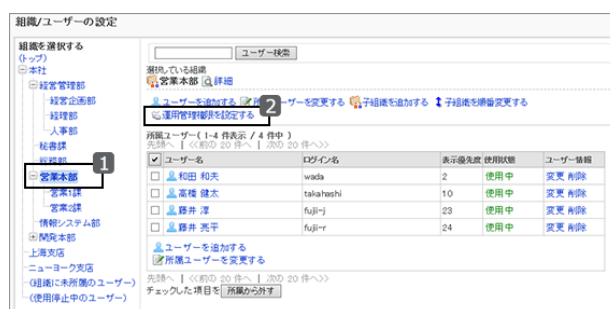 組織/ユーザーの設定
組織を選択する
(トップ)
本社
経営管理部
経営企画部
経理部
人事部
秘書課
総務部
1
営業本部
営業1課
営業2課
情報システム部
開発本部
上海支店
ニューヨーク支店
(組織に未所属のユーザー)
(使用停止中のユーザー)
ユーザー検索
選択している組織
営業本部 詳細
ユーザーを追加する 所 ユーザーを変更する 子組織を追加する 子組織を順番変更する
2
運用管理権限を設定する
所属ユーザー( 1-4 件表示 / 4 件中 )
先頭へ | <<前の 20 件へ | 次の 20 件へ>>
ユーザー名 ログイン名 表示優先度 使用状態 ユーザー情報
和田 和夫 wada 2 使用中 変更 削除
高橋 健太 takahashi 10 使用中 変更 削除
藤井 淳 fuji-j 23 使用中 変更 削除
藤井 亮平 fuji-r 24 使用中 変更 削除
ユーザーを追加する
所属ユーザーを変更する
先頭へ | <<前の 20 件へ | 次の 20 件へ>>
チェックした項目を 所属から外す